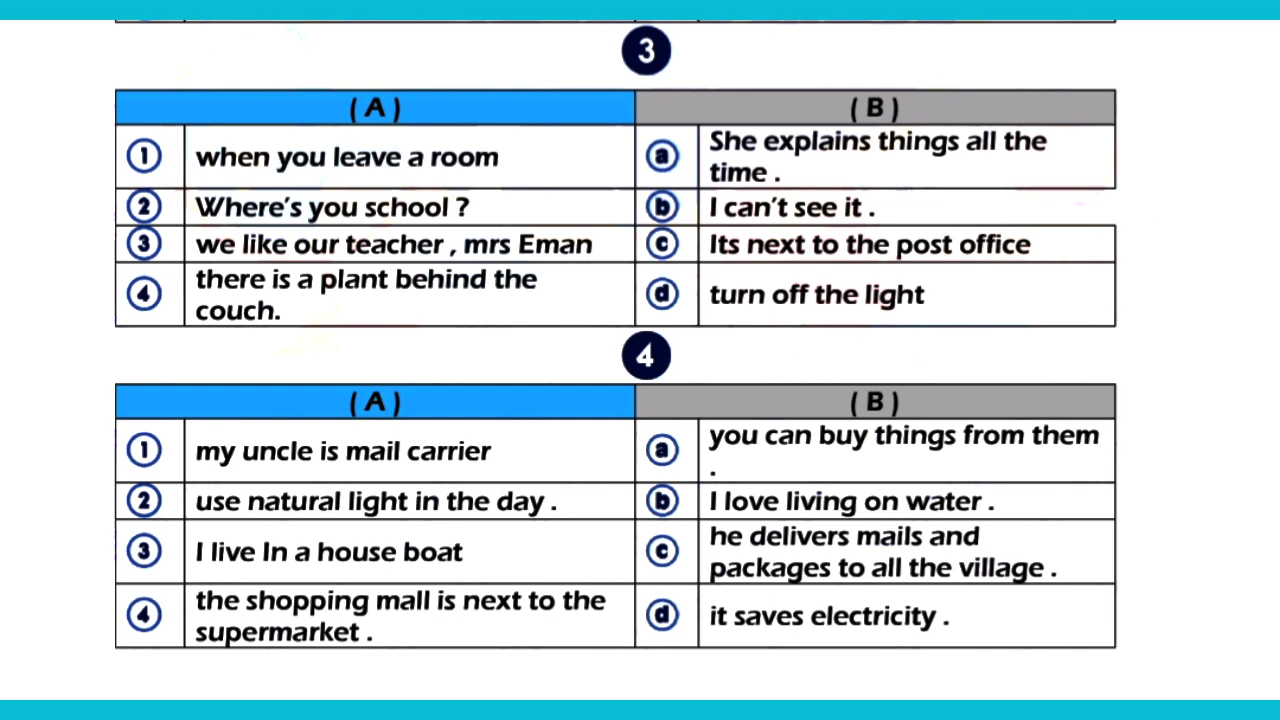 3
( A ) ( B )
1 when you leave a room a She explains things all the
time .
2 Where's you school ? b I can't see it .
3 we like our teacher , mrs Eman c Its next to the post office
4 there is a plant behind the
couch. d turn off the light
4
( A ) ( B )
1 my uncle is mail carrier a you can buy things from them
.
2 use natural light in the day . b I love living on water .
3 I live In a house boat c he delivers mails and
packages to all the village .
4 the shopping mall is next to the
supermarket . d it saves electricity .